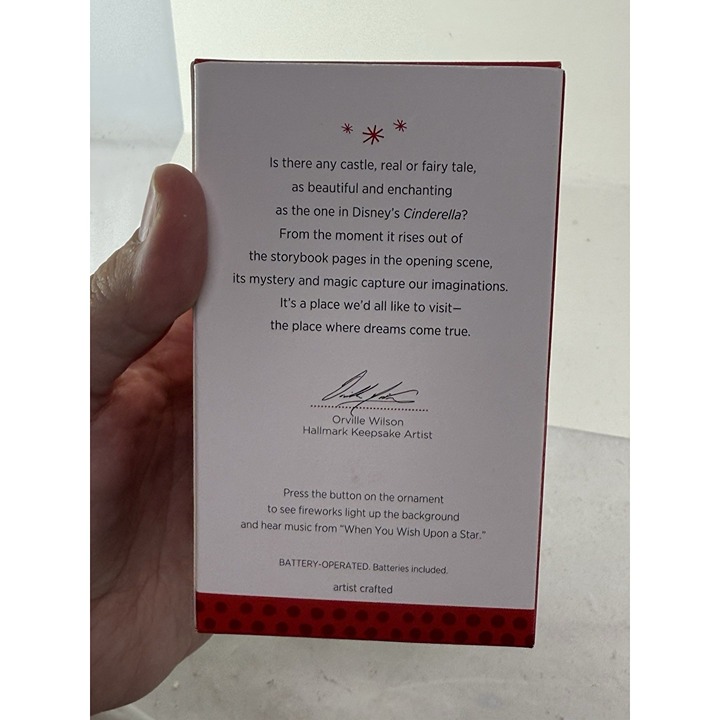 Is there any castle, real or fairy tale,
as beautiful and enchanting
as the one in Disney's Cinderella?
From the moment it rises out of
the storybook pages in the opening scene,
its mystery and magic capture our imaginations.
It's a place we'd all like to visit—
the place where dreams come true.
Orville Wilson
Orville Wilson
Hallmark Keepsake Artist
Press the button on the ornament
to see fireworks light up the background
and hear music from "When You Wish Upon a Star."
BATTERY-OPERATED. Batteries included.
artist crafted